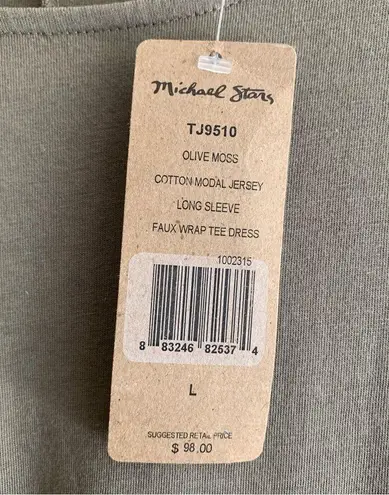 Michael Stars
TJ9510
OLIVE MOSS
COTTON MODAL JERSEY
LONG SLEEVE
FAUX WRAP TEE DRESS
1002315
8 83246 82537 4
L
SUGGESTED RETAIL PRICE
$ 98.00